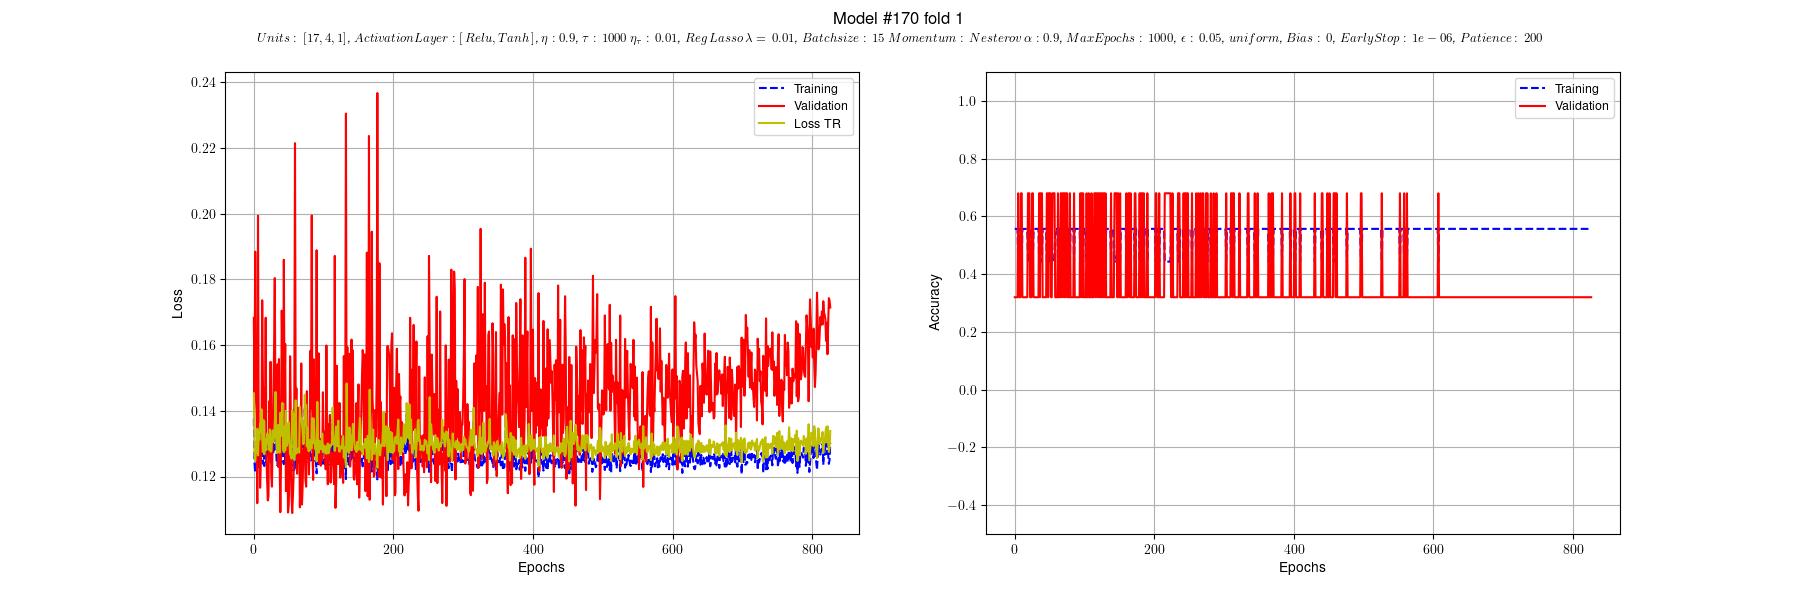 Model #170 fold 1
Units : [17, 4, 1], ActivationLayer : [ Relu, Tanh ], η : 0.9, τ : 1000 ητ : 0.01, Reg Lasso λ = 0.01, Batchsize : 15 Momentum : Nesterov α : 0.9, MaxEpochs : 1000, ϵ : 0.05, uniform, Bias : 0, EarlyStop : 1e − 06, Patience : 200
0.24
0.22
0.20
0.18
0.16
0.14
0.12
Loss
0 200 400 600 800
Epochs
Training
Validation
Loss TR
1.0
0.8
0.6
0.4
0.2
0.0
−0.2
−0.4
Accuracy
0 200 400 600 800
Epochs
Training
Validation